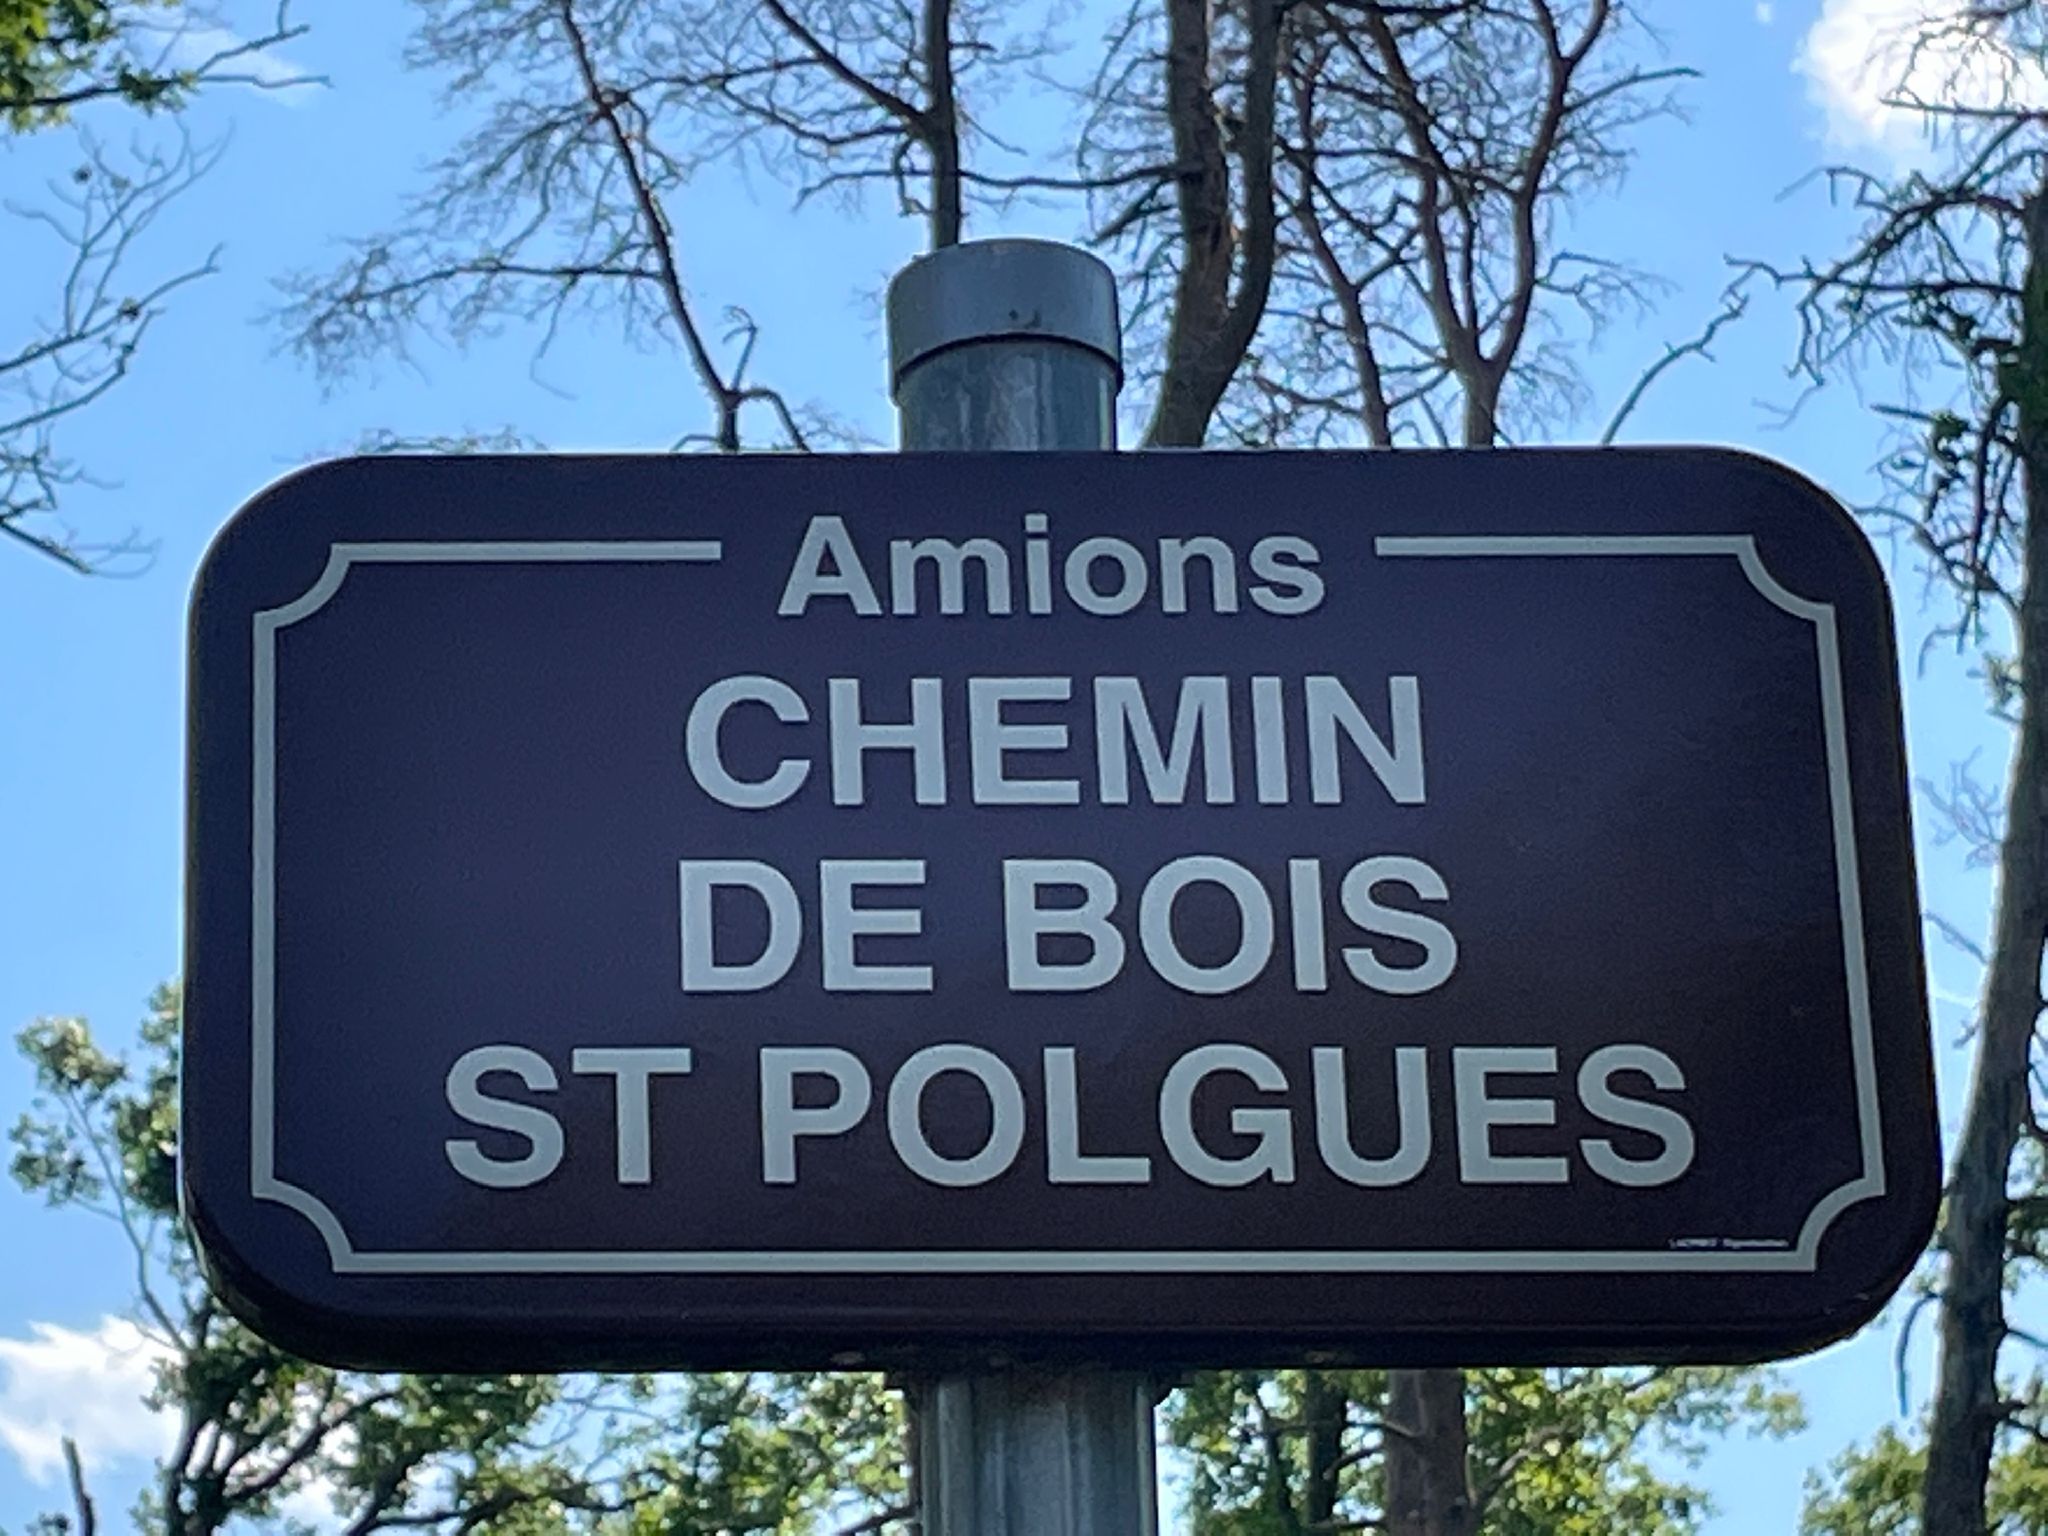 Amions
CHEMIN
DE BOIS
ST POLGUES